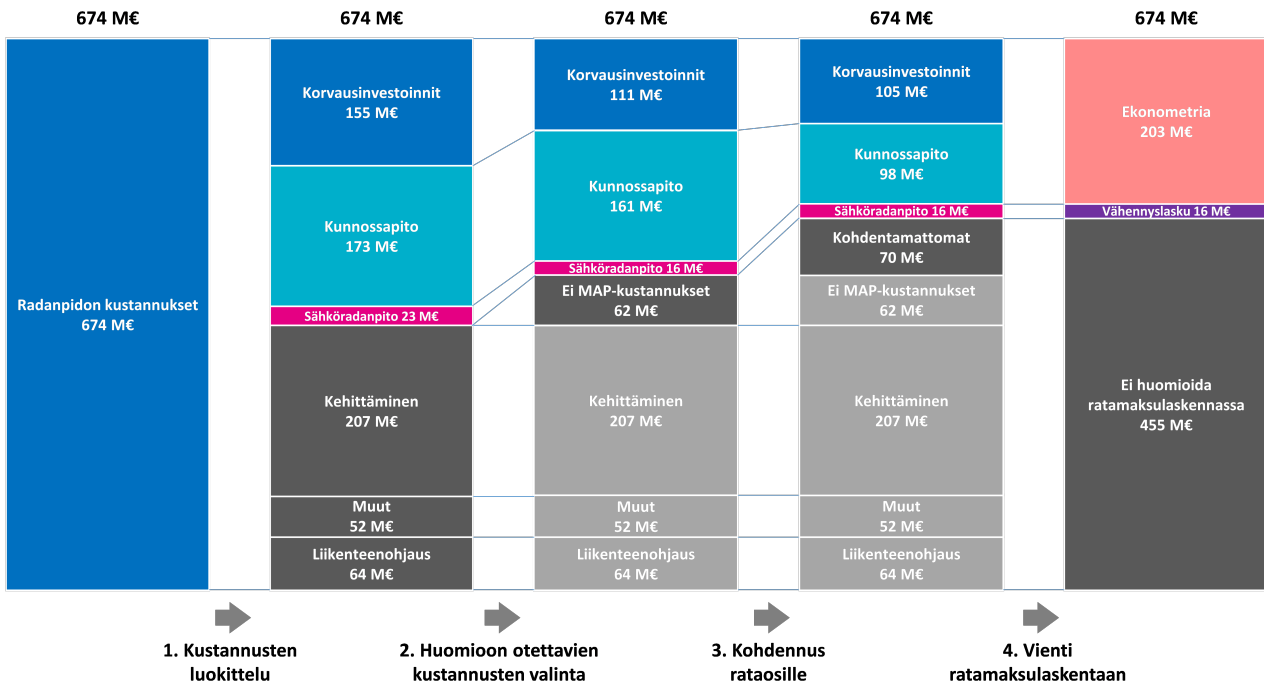 674 M€
674 M€
674 M€
674 M€
674 M€
Radanpidon kustannukset
674 M€
Korvausinvestoinnit
155 M€
Kunnossapito
173 M€
Sähköradanpito 23 M€
Kehittäminen
207 M€
Muut
52 M€
Liikenteenohjaus
64 M€
Korvausinvestoinnit
111 M€
Kunnossapito
161 M€
Sähköradanpito 16 M€
Ei MAP-kustannukset
62 M€
Kehittäminen
207 M€
Muut
52 M€
Liikenteenohjaus
64 M€
Korvausinvestoinnit
105 M€
Kunnossapito
98 M€
Sähköradanpito 16 M€
Kohdentamattomat
70 M€
Ei MAP-kustannukset
62 M€
Kehittäminen
207 M€
Muut
52 M€
Liikenteenohjaus
64 M€
Ekonometria
203 M€
Vähennyslasku 16 M€
Ei huomioida
ratamaksulaskennassa
455 M€
1. Kustannusten
luokittelu
2. Huomioon otettavien
kustannusten valinta
3. Kohdennus
rataosille
4. Vienti
ratamaksulaskentaan